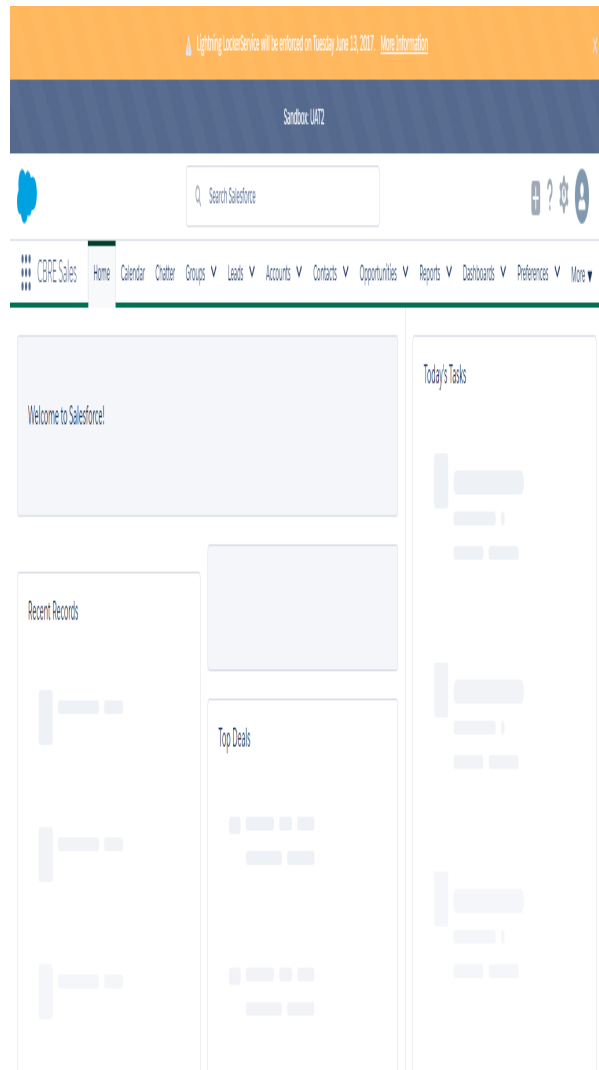 Lightning LockerService will be enforced on Tuesday June 13, 2017. More Information X
Sandbox: UAT2
Search Salesforce
?
CBRE Sales Home Calendar Chatter Groups Leads Accounts Contacts Opportunities Reports Dashboards Preferences More
Welcome to Salesforce!
Today's Tasks
Recent Records
Top Deals